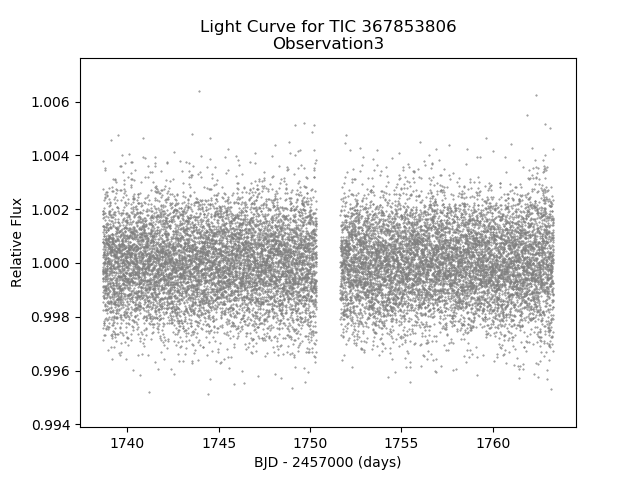 Light Curve for TIC 367853806
Observation3
1.006
1.004
1.002
1.000
0.998
0.996
0.994
Relative Flux
1740 1745 1750 1755 1760
BJD - 2457000 (days)